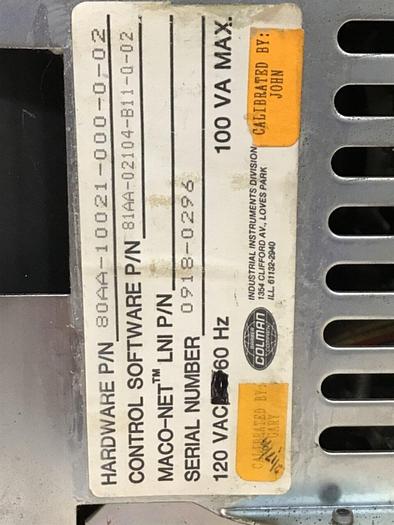 HARDWARE P/N 80AA-10021-000-0-02
CONTROL SOFTWARE P/N 81AA-02104-B11-0-02
MACO-NET™ LNI P/N
SERIAL NUMBER 0918-0296
120 VAC 60 Hz 100 VA MAX.
COLMAN
INDUSTRIAL INSTRUMENTS DIVISION
1354 CLIFFORD AV., LOVES PARK
ILL. 61132-2940
CALIBRATED BY:
GARY
CALIBRATED BY:
JOHN